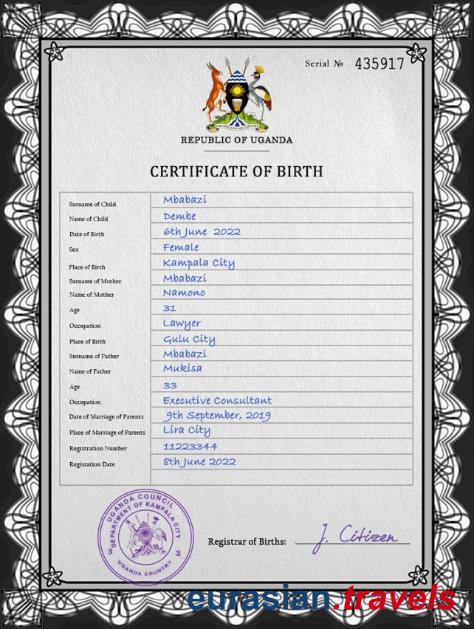 Serial № 435917
REPUBLIC OF UGANDA
CERTIFICATE OF BIRTH
Surname of Child Mbabazi
Name of Child Dembe
Date of Birth 6th June 2022
Sex Female
Place of Birth Kampala City
Surname of Mother Mbabazi
Name of Mother Namono
Age 31
Occupation Lawyer
Place of Birth Gulu City
Surname of Father Mbabazi
Name of Father Mukisa
Age 33
Occupation Executive Consultant
Date of Marriage of Parents 9th September, 2019
Place of Marriage of Parents Lira City
Registration Number 11223344
Registration Date 8th June 2022
UGANDA COUNCIL
DEPARTMENT OF KAMPALA CITY
UGANDA COUNTRY
Registrar of Births: J. Citizen
eurasian.travels